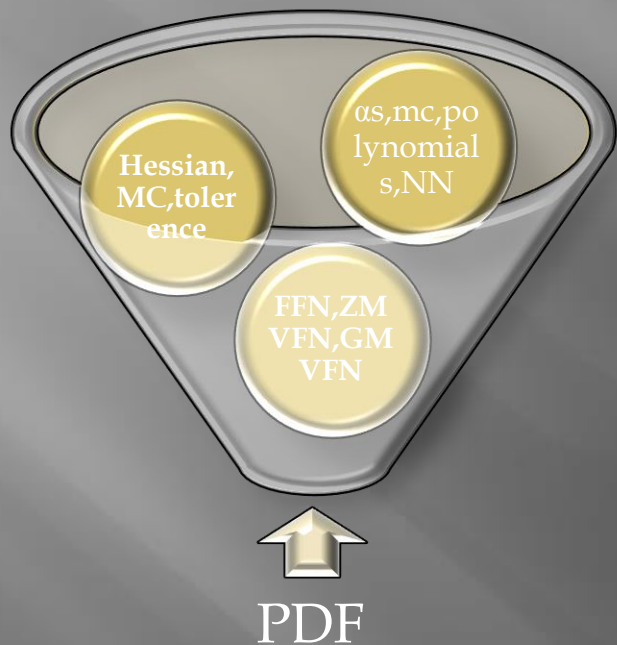 Hessian,
MC,toler
ence
αs,mc,po
lynomial
s,NN
FFN,ZM
VFN,GM
VFN
PDF